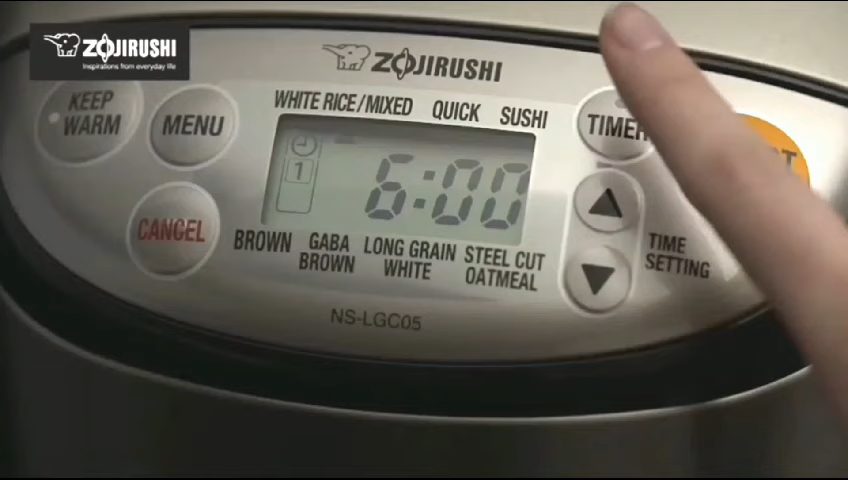 ZOJIRUSHI
Inspirations from everyday life
ZOJIRUSHI
KEEP
WARM
MENU
WHITE RICE/MIXED QUICK SUSHI
TIMER
1
6:00
CANCEL
BROWN
GABA
BROWN
LONG GRAIN
WHITE
STEEL CUT
OATMEAL
TIME
SETTING
NS-LGC05